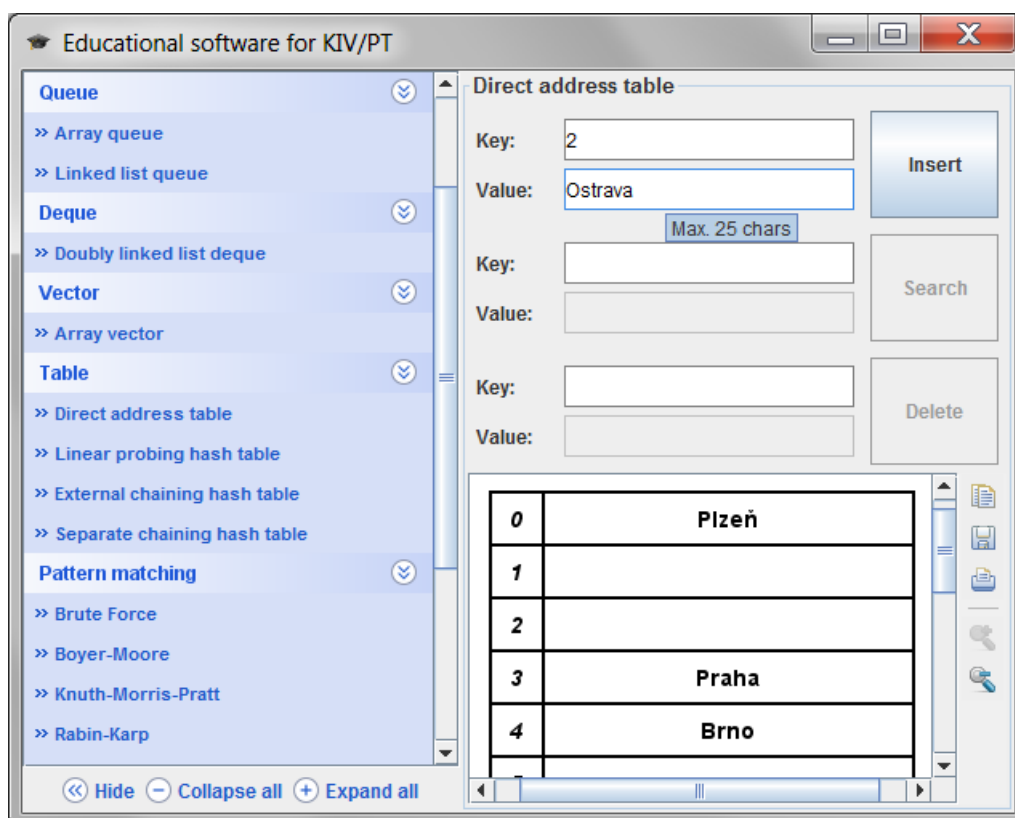 Educational software for KIV/PT
Queue
» Array queue
» Linked list queue
Deque
» Doubly linked list deque
Vector
» Array vector
Table
» Direct address table
» Linear probing hash table
» External chaining hash table
» Separate chaining hash table
Pattern matching
» Brute Force
» Boyer-Moore
» Knuth-Morris-Pratt
» Rabin-Karp
Hide Collapse all Expand all
Direct address table
Key: 2
Value: Ostrava
Insert
Max. 25 chars
Key:
Value:
Search
Key:
Value:
Delete
0 Plzeň
1
2
3 Praha
4 Brno